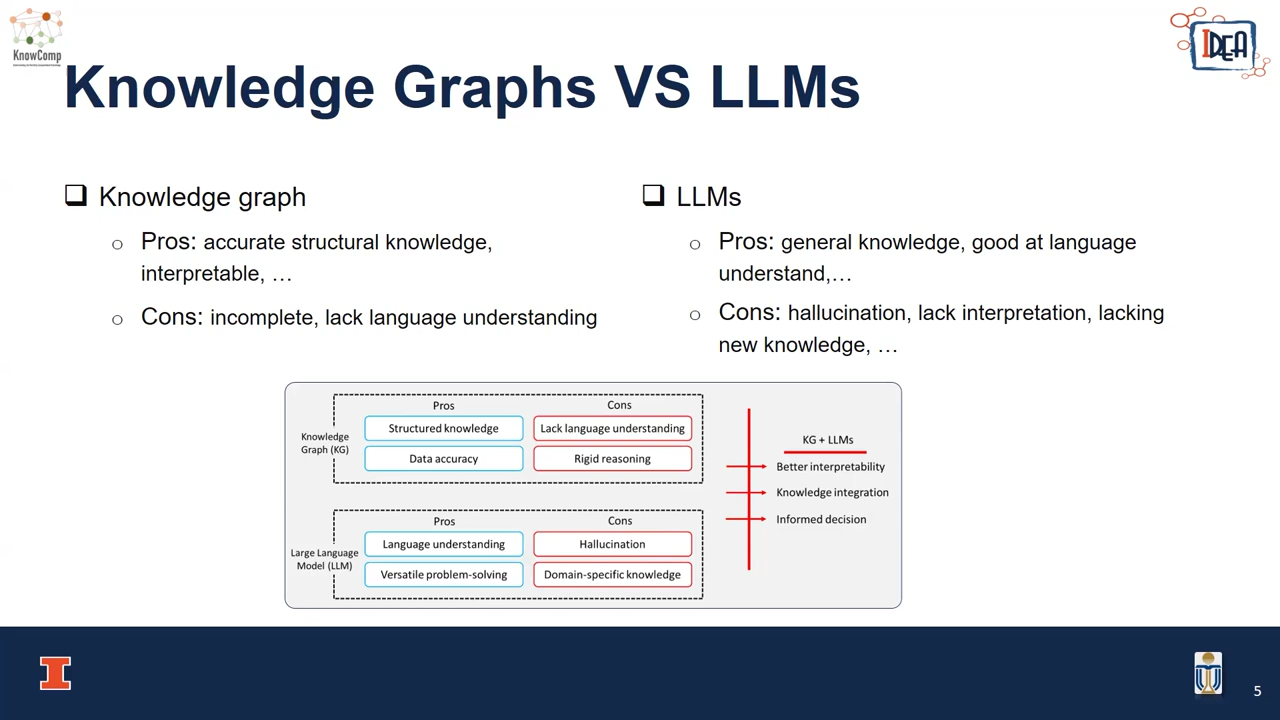 KnowComp
IDEA
Knowledge Graphs VS LLMs
Knowledge graph
Pros: accurate structural knowledge,
interpretable, …
Cons: incomplete, lack language understanding
LLMs
Pros: general knowledge, good at language
understand,…
Cons: hallucination, lack interpretation, lacking
new knowledge, …
Knowledge
Graph (KG)
Pros
Cons
Structured knowledge
Lack language understanding
Data accuracy
Rigid reasoning
Large Language
Model (LLM)
Pros
Cons
Language understanding
Hallucination
Versatile problem-solving
Domain-specific knowledge
KG + LLMs
Better interpretability
Knowledge integration
Informed decision
5